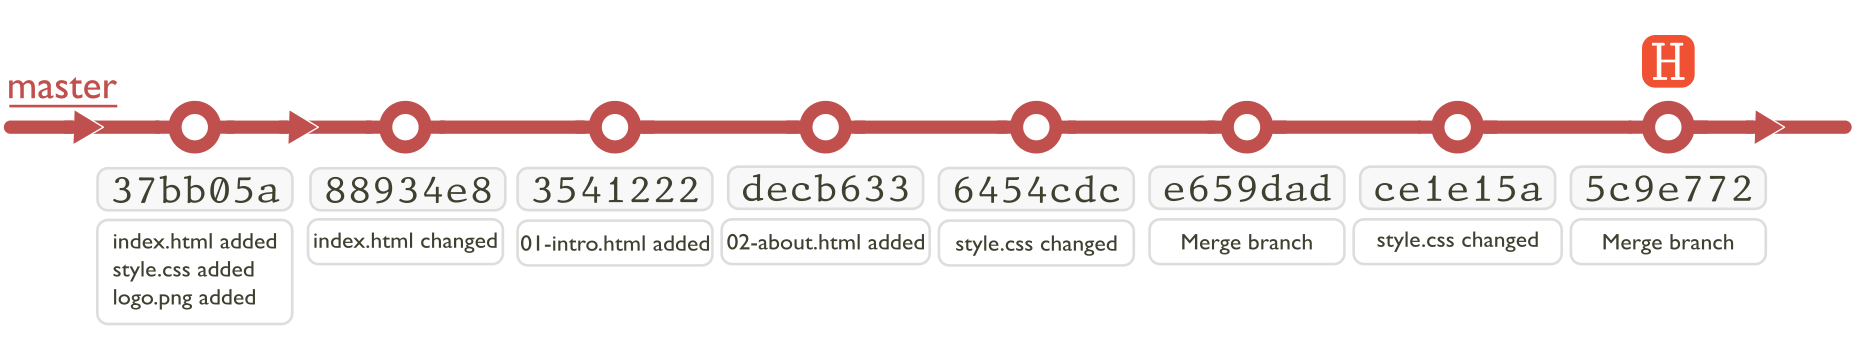 H
master
37bb05a
88934e8
3541222
decb633
6454cdc
e659dad
ce1e15a
5c9e772
index.html added
style.css added
logo.png added
index.html changed
01-intro.html added
02-about.html added
style.css changed
Merge branch
style.css changed
Merge branch